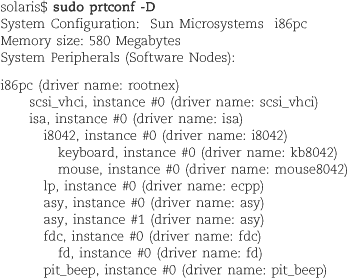 solaris$ sudo prtconf -D
System Configuration: Sun Microsystems i86pc
Memory size: 580 Megabytes
System Peripherals (Software Nodes):
i86pc (driver name: rootnex)
scsi_vhci, instance #0 (driver name: scsi_vhci)
isa, instance #0 (driver name: isa)
i8042, instance #0 (driver name: i8042)
keyboard, instance #0 (driver name: kb8042)
mouse, instance #0 (driver name: mouse8042)
lp, instance #0 (driver name: ecpp)
asy, instance #0 (driver name: asy)
asy, instance #1 (driver name: asy)
fdc, instance #0 (driver name: fdc)
fd, instance #0 (driver name: fd)
pit_beep, instance #0 (driver name: pit_beep)